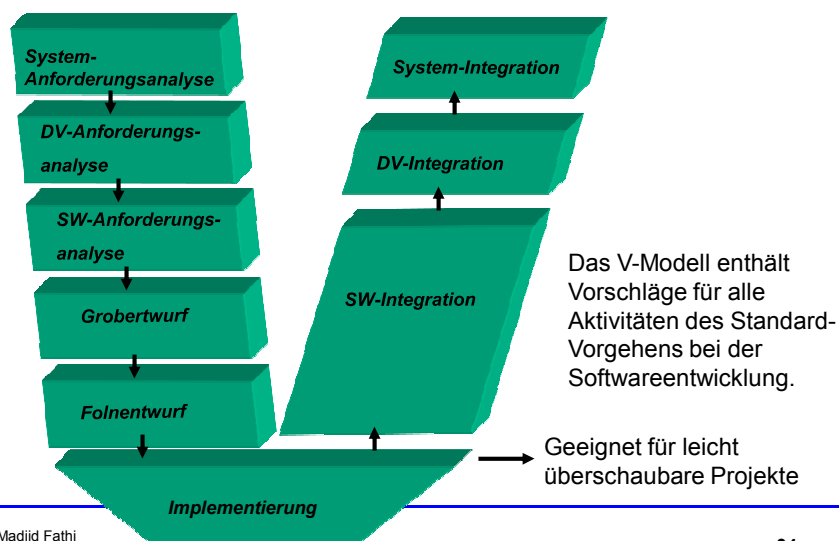 System-
Anforderungsanalyse
DV-Anforderungs-
analyse
SW-Anforderungs-
analyse
Grobertwurf
Folnentwurf
Implementierung
System-Integration
DV-Integration
SW-Integration
Das V-Modell enthält
Vorschläge für alle
Aktivitäten des Standard-
Vorgehens bei der
Softwareentwicklung.
Geeignet für leicht
überschaubare Projekte
Madjid Fathi